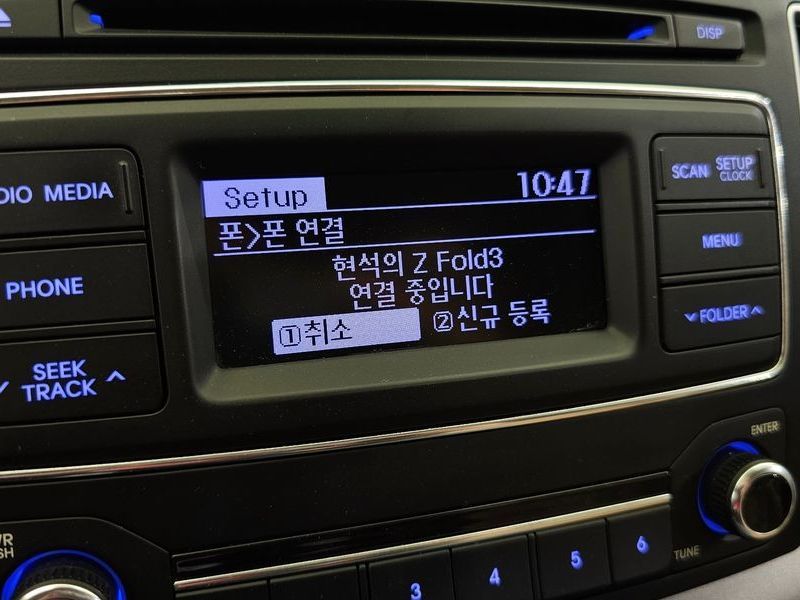 DISP
Setup 10:47
폰>폰 연결
현석의 Z Fold3
연결 중입니다
①취소 ②신규 등록
MEDIA
PHONE
SEEK
TRACK
SCAN SETUP
CLOCK
MENU
FOLDER
ENTER
TUNE
3 4 5 6